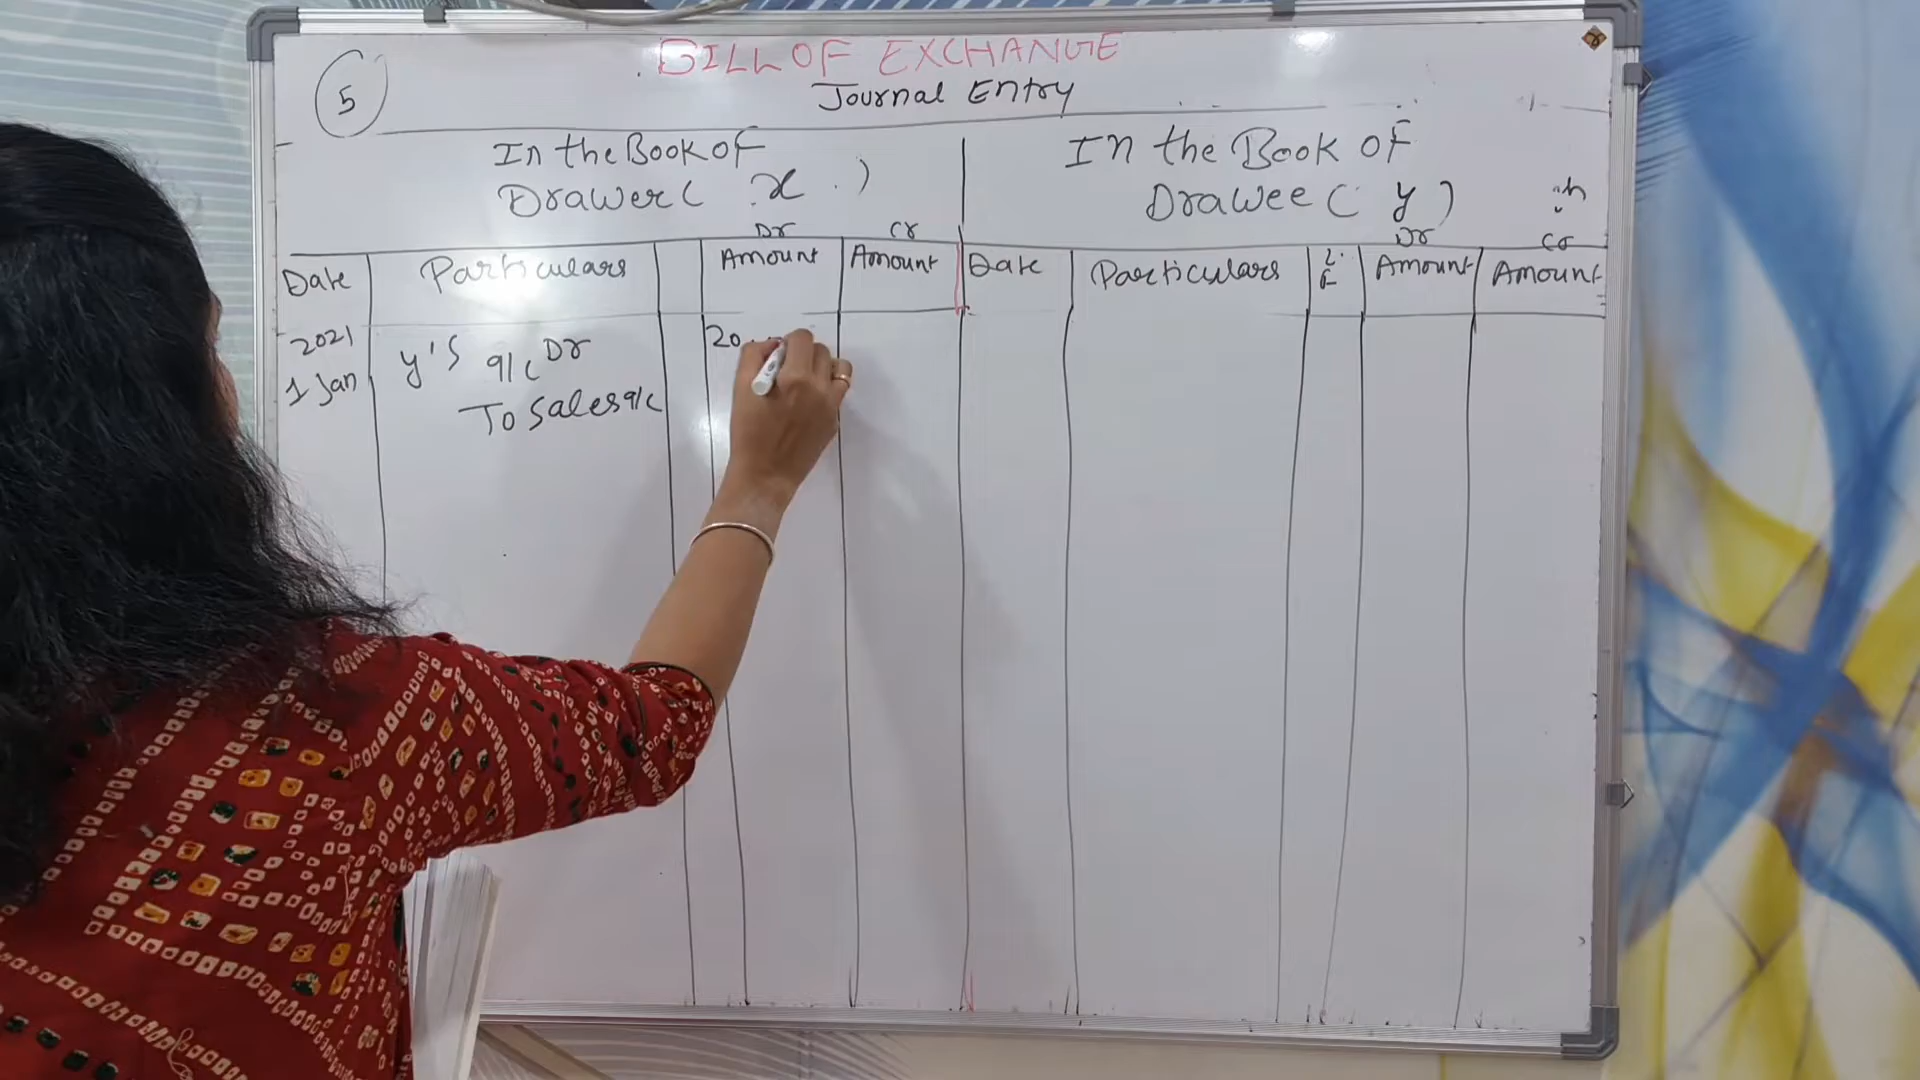 BILL OF EXCHANGE
Journal Entry
5
In the Book of
Drawer ( x )
Dr Cr
Date Particulars Amount Amount
2021
1 Jan
y's a/c Dr 20
To Sales a/c
In the Book of
Drawee ( y )
Dr Cr
Date Particulars L.F Amount Amount